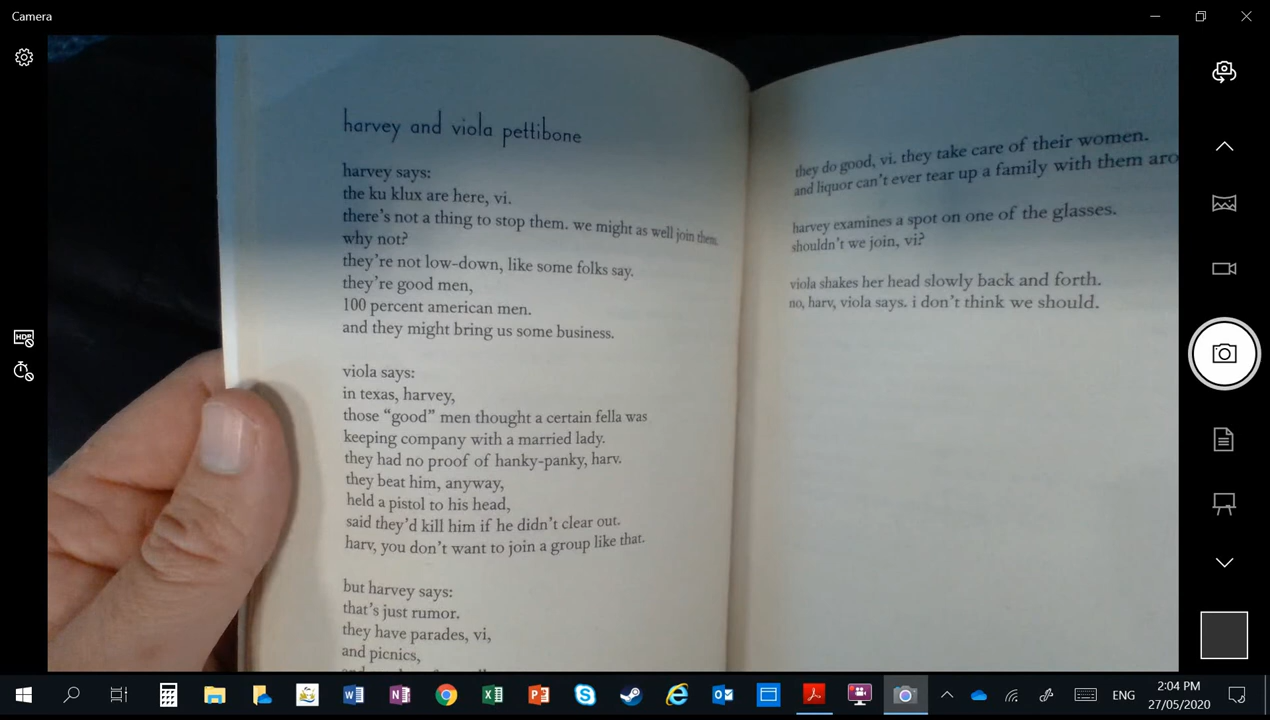 Camera
harvey and viola pettibone
harvey says:
the ku klux are here, vi.
there's not a thing to stop them. we might as well join them.
why not?
they're not low-down, like some folks say.
they're good men,
100 percent american men.
and they might bring us some business.
viola says:
in texas, harvey,
those “good” men thought a certain fella was
keeping company with a married lady.
they had no proof of hanky-panky, harv.
they beat him, anyway,
held a pistol to his head,
said they'd kill him if he didn't clear out.
harv, you don't want to join a group like that.
but harvey says:
that's just rumor.
they have parades, vi,
and picnics,
they do good, vi. they take care of their women.
and liquor can't ever tear up a family with them aro
harvey examines a spot on one of the glasses.
shouldn't we join, vi?
viola shakes her head slowly back and forth.
no, harv, viola says. i don't think we should.
HDR
ENG
2:04 PM
27/05/2020